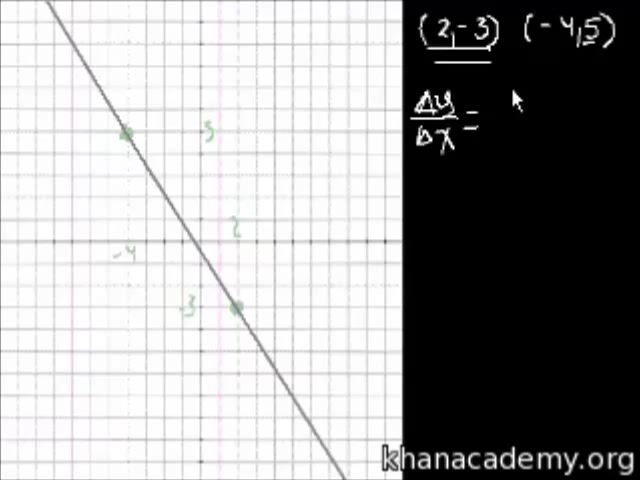 (2,-3) (-4,5)
Δy
— =
Δx
5
2
-4
-3
khanacademy.org